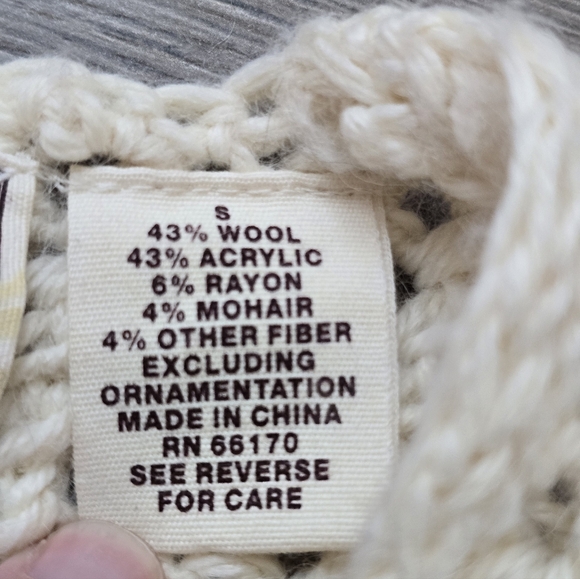 S
43% WOOL
43% ACRYLIC
6% RAYON
4% MOHAIR
4% OTHER FIBER
EXCLUDING
ORNAMENTATION
MADE IN CHINA
RN 66170
SEE REVERSE
FOR CARE